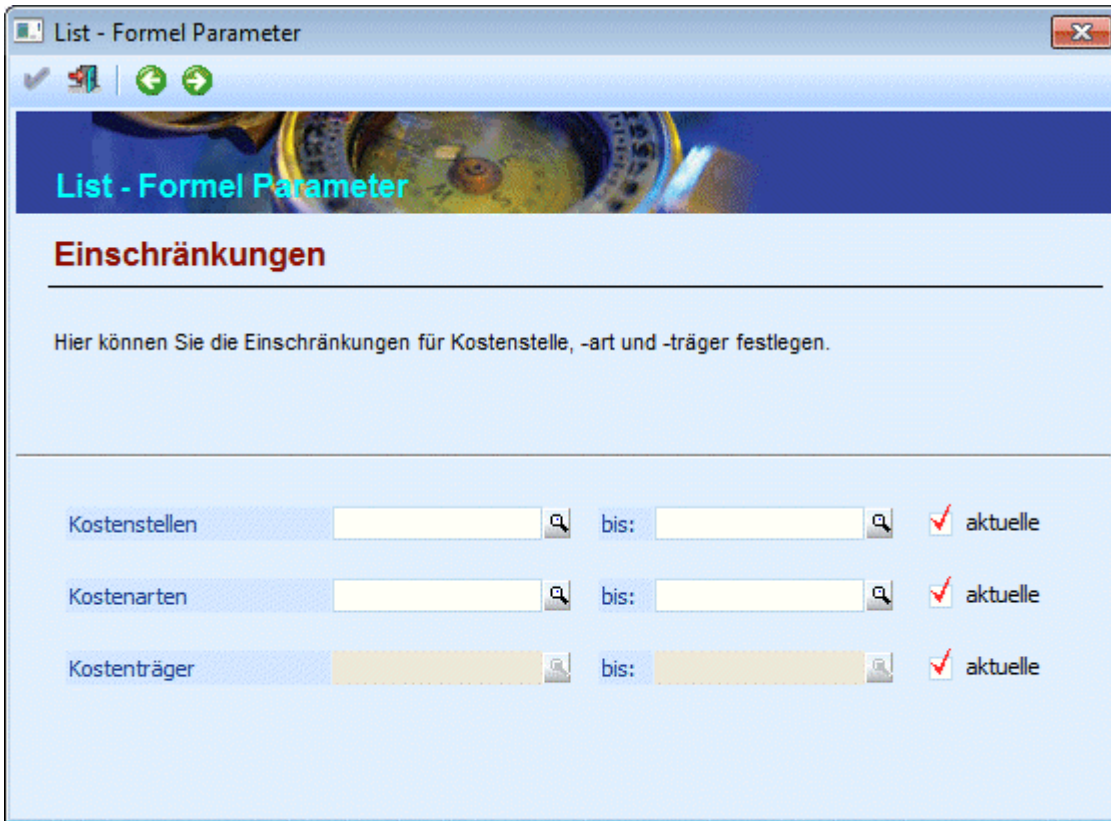 List - Formel Parameter
List - Formel Parameter
Einschränkungen
Hier können Sie die Einschränkungen für Kostenstelle, -art und -träger festlegen.
Kostenstellen bis: aktuelle
Kostenarten bis: aktuelle
Kostenträger bis: aktuelle